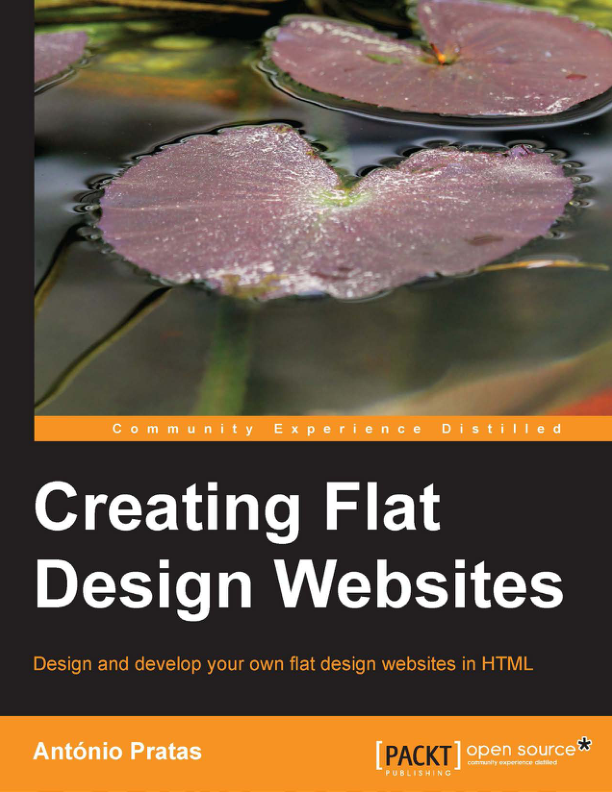 Community Experience Distilled
Creating Flat
Design Websites
Design and develop your own flat design websites in HTML
António Pratas
[PACKT] open source*
PUBLISHING community experience distilled